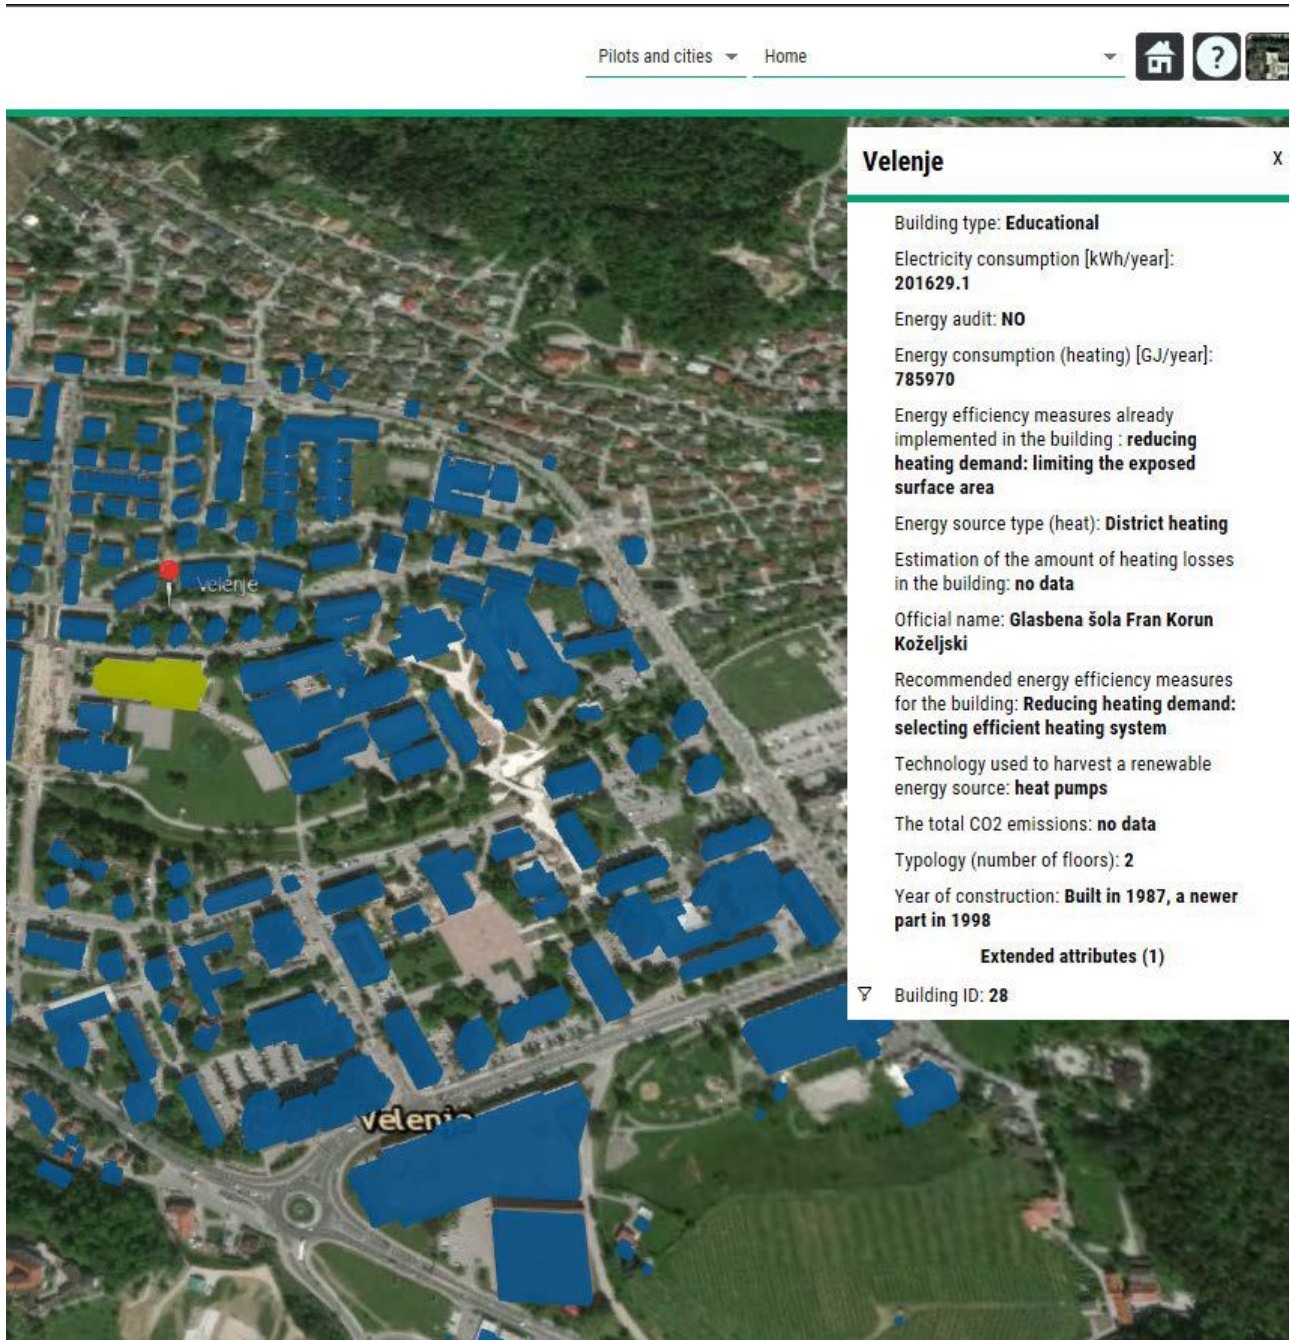 Pilots and cities
Home
?
Velenje
X
Building type: Educational
Electricity consumption [kWh/year]:
201629.1
Energy audit: NO
Energy consumption (heating) [GJ/year]:
785970
Energy efficiency measures already
implemented in the building : reducing
heating demand: limiting the exposed
surface area
Energy source type (heat): District heating
Estimation of the amount of heating losses
in the building: no data
Official name: Glasbena šola Fran Korun
Koželjski
Recommended energy efficiency measures
for the building: Reducing heating demand:
selecting efficient heating system
Technology used to harvest a renewable
energy source: heat pumps
The total CO2 emissions: no data
Typology (number of floors): 2
Year of construction: Built in 1987, a newer
part in 1998
Extended attributes (1)
Building ID: 28
Velenje
velenje